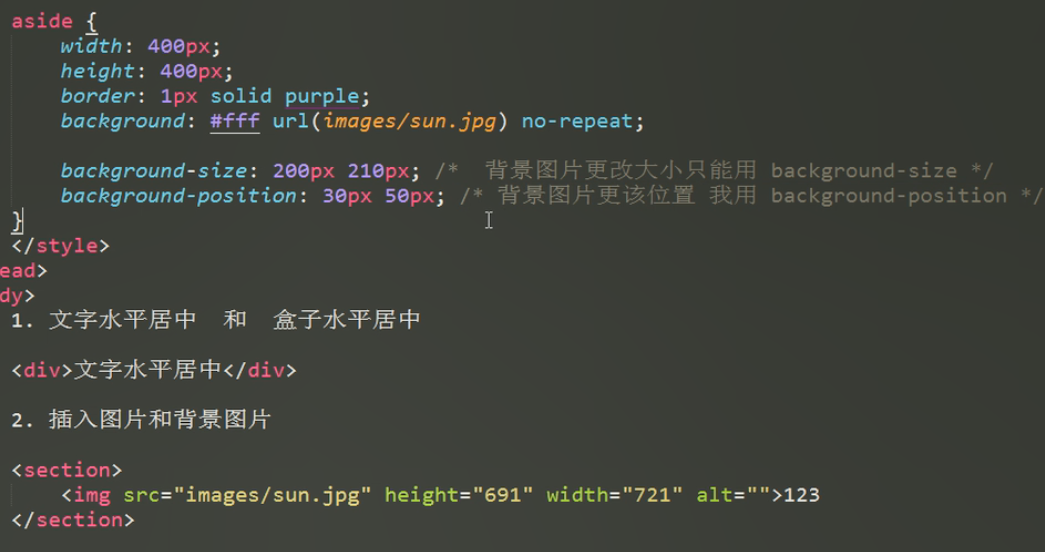 aside {
width: 400px;
height: 400px;
border: 1px solid purple;
background: #fff url(images/sun.jpg) no-repeat;
background-size: 200px 210px; /* 背景图片更改大小只能用 background-size */
background-position: 30px 50px; /* 背景图片更该位置 我用 background-position */
}
</style>
ead>
dy>
1. 文字水平居中 和 盒子水平居中
<div>文字水平居中</div>
2. 插入图片和背景图片
<section>
<img src="images/sun.jpg" height="691" width="721" alt="">123
</section>